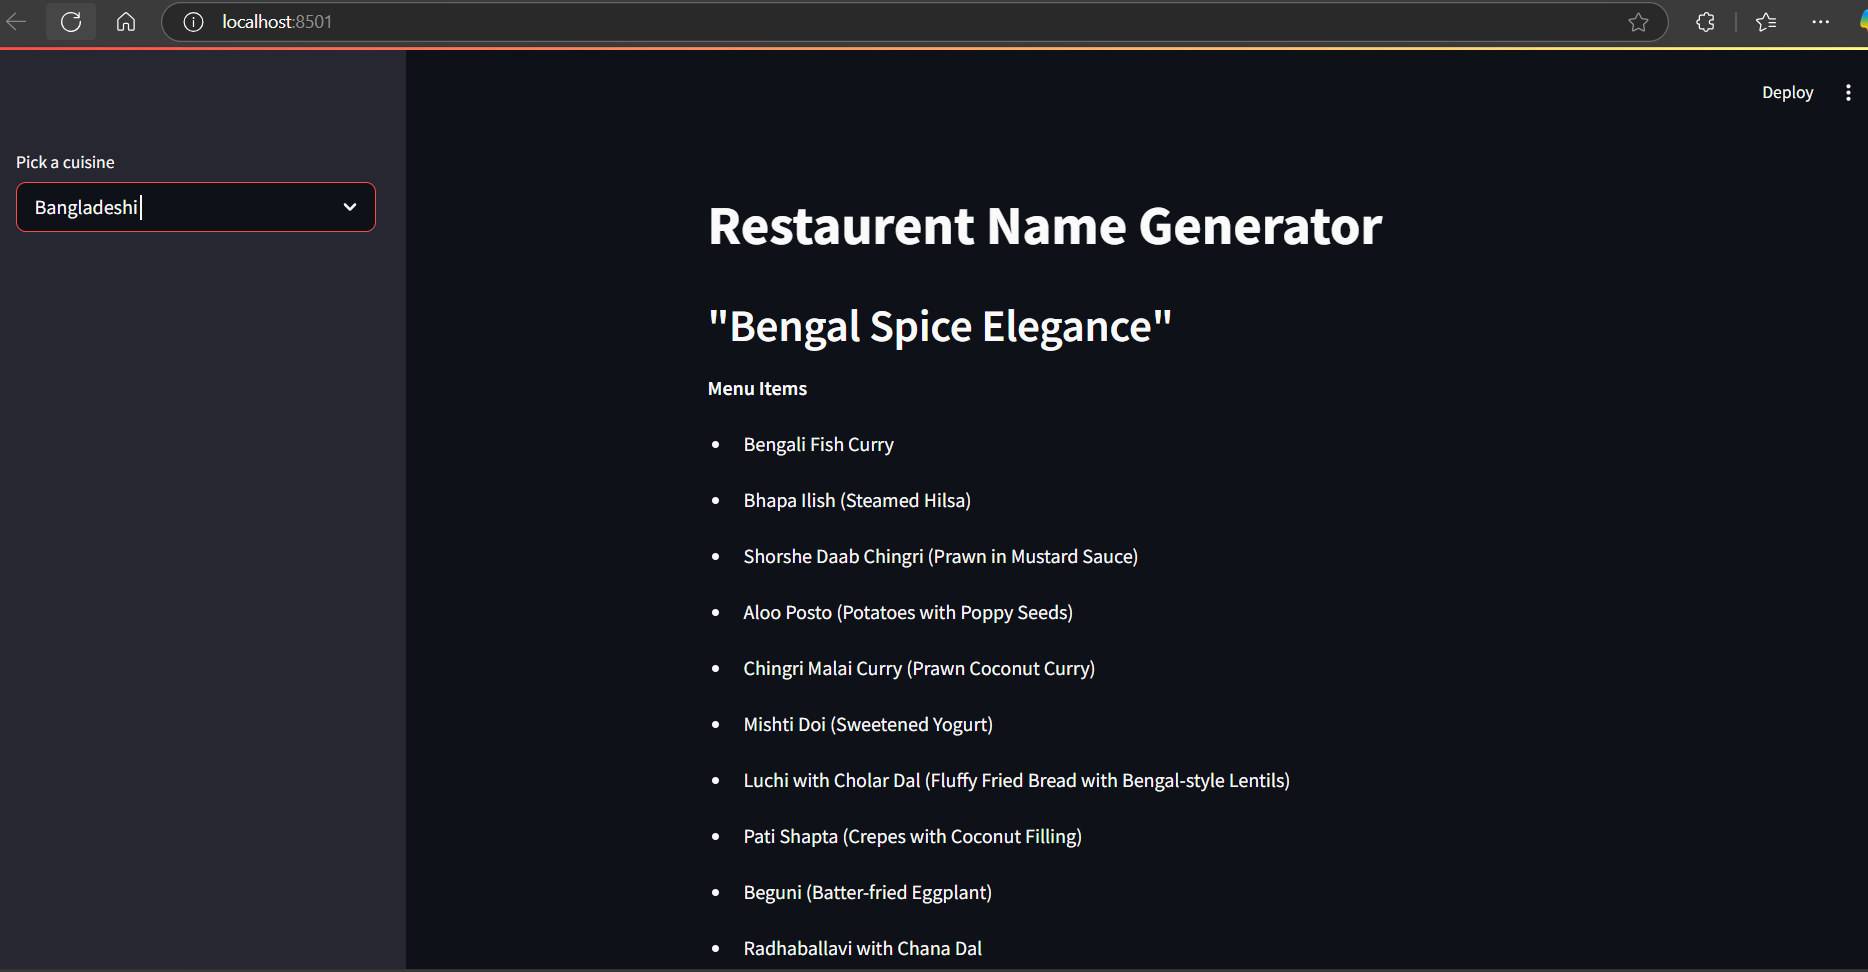 localhost:8501
Deploy
Pick a cuisine
Bangladeshi
Restaurent Name Generator
"Bengal Spice Elegance"
Menu Items
• Bengali Fish Curry
• Bhapa Ilish (Steamed Hilsa)
• Shorshe Daab Chingri (Prawn in Mustard Sauce)
• Aloo Posto (Potatoes with Poppy Seeds)
• Chingri Malai Curry (Prawn Coconut Curry)
• Mishti Doi (Sweetened Yogurt)
• Luchi with Cholar Dal (Fluffy Fried Bread with Bengal-style Lentils)
• Pati Shapta (Crepes with Coconut Filling)
• Beguni (Batter-fried Eggplant)
• Radhaballavi with Chana Dal